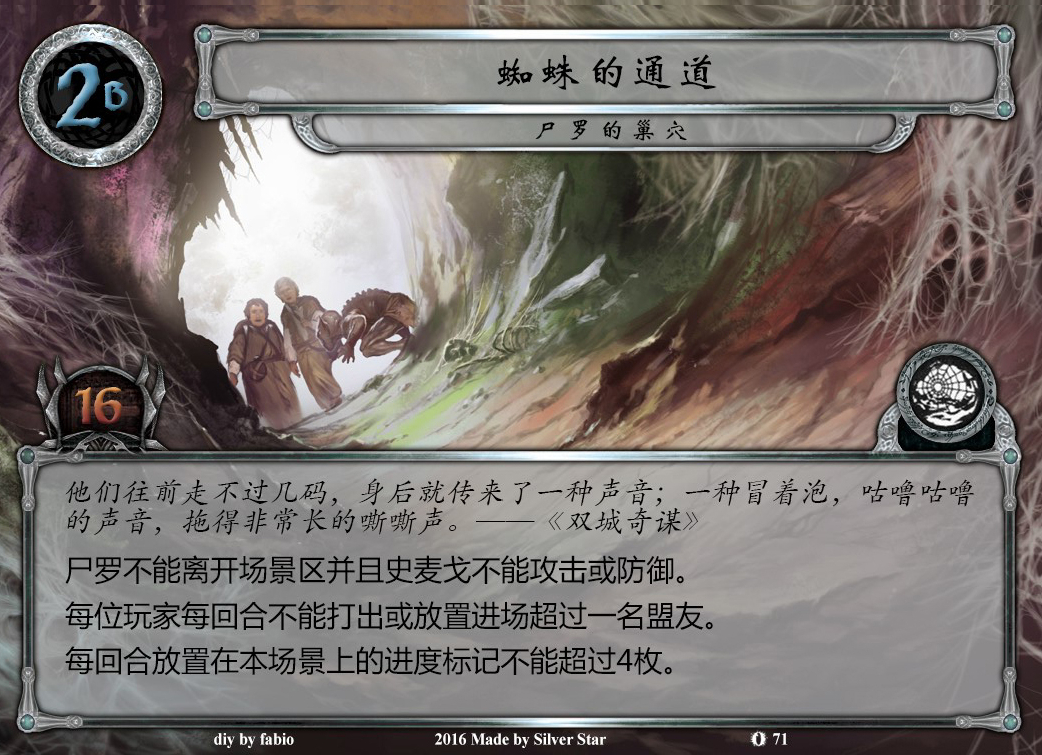 2B
蜘蛛的通道
尸罗的巢穴
16
他们往前走不过几码，身后就传来了一种声音；一种冒着泡，咕噜咕噜
的声音，拖得非常长的嘶嘶声。——《双城奇谋》
尸罗不能离开场景区并且史麦戈不能攻击或防御。
每位玩家每回合不能打出或放置进场超过一名盟友。
每回合放置在本场景上的进度标记不能超过4枚。
diy by fabio 2016 Made by Silver Star 71